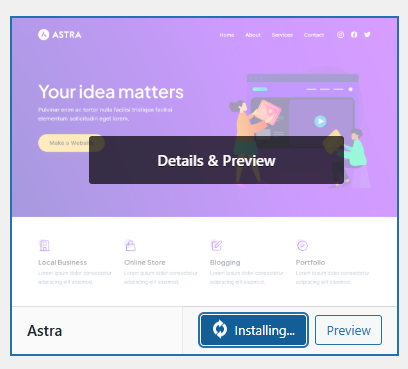 ASTRA
Home About Services Contact
Your idea matters
Pulvinar enim ac tortor nulla facilisi tristique facilisi
elementum sollicitudin eget lorem.
Make a Website
Details & Preview
Local Business Online Store Blogging Portfolio
Lorem ipsum dolor consectetur Lorem ipsum dolor consectetur Lorem ipsum dolor consectetur Lorem ipsum dolor consectetur
adipiscing elit eiusmod. adipiscing elit eiusmod. adipiscing elit eiusmod. adipiscing elit eiusmod.
Astra
Installing...
Preview